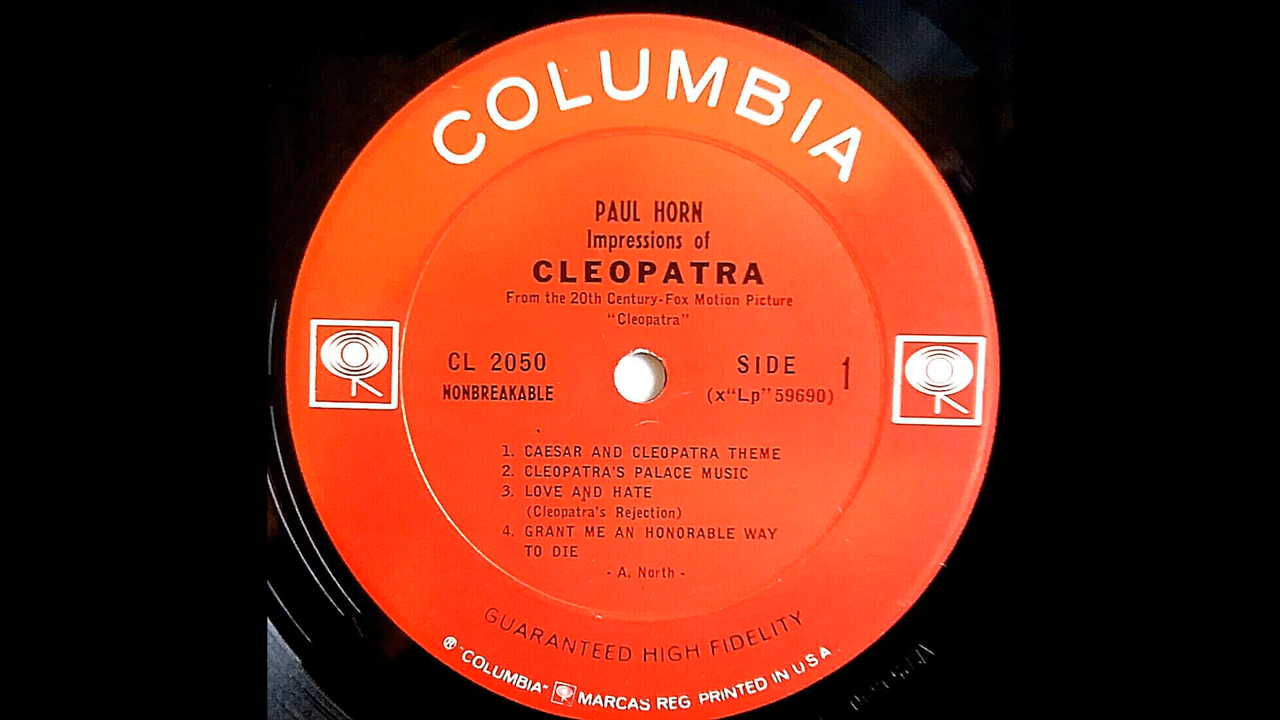 COLUMBIA
PAUL HORN
Impressions of
CLEOPATRA
From the 20th Century-Fox Motion Picture
“Cleopatra”
CL 2050
NONBREAKABLE
SIDE 1
(x“Lp”59690)
1. CAESAR AND CLEOPATRA THEME
2. CLEOPATRA'S PALACE MUSIC
3. LOVE AND HATE
(Cleopatra's Rejection)
4. GRANT ME AN HONORABLE WAY
TO DIE
- A. North -
GUARANTEED HIGH FIDELITY
® “COLUMBIA” MARCAS REG PRINTED IN U S A